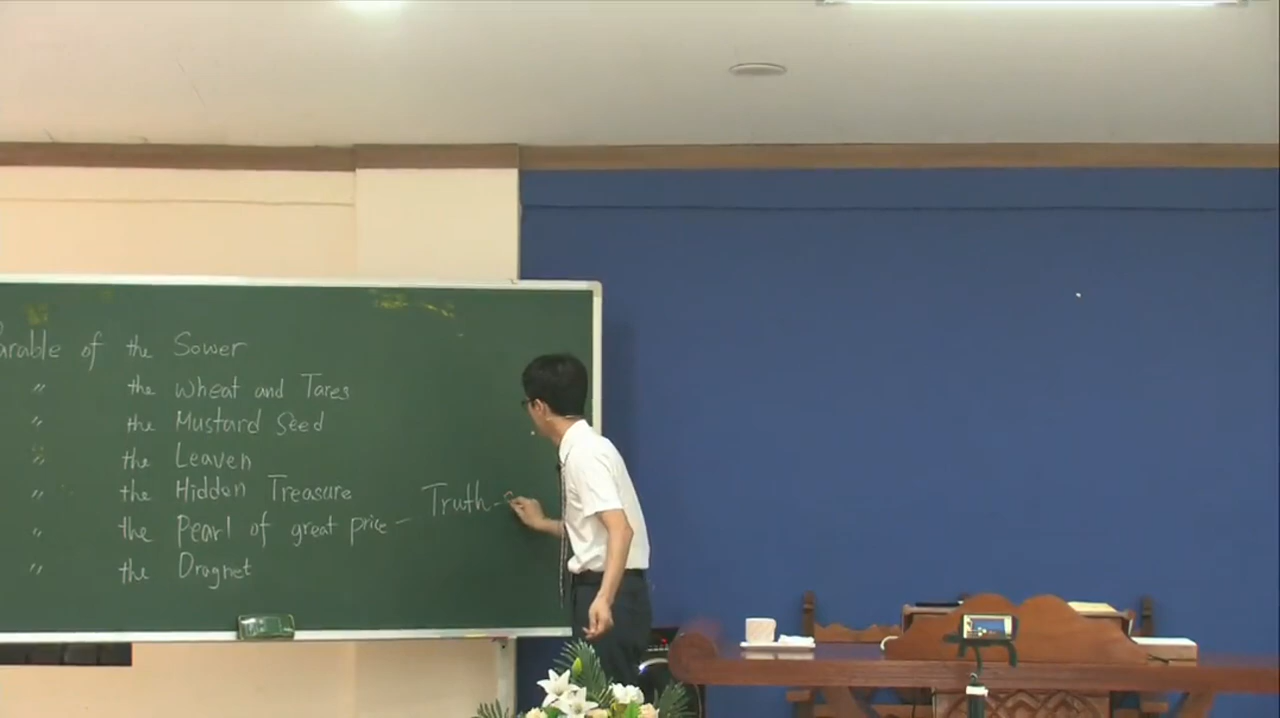 Parable of the Sower
〃 the Wheat and Tares
〃 the Mustard Seed
〃 the Leaven
〃 the Hidden Treasure
〃 the Pearl of great price - Truth -
〃 the Dragnet